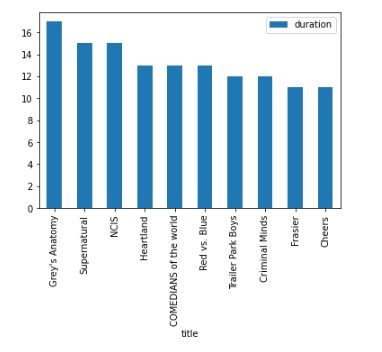 duration
16
14
12
10
8
6
4
2
0
Grey's Anatomy
Supernatural
NCIS
Heartland
COMEDIANS of the world
Red vs. Blue
Trailer Park Boys
Criminal Minds
Frasier
Cheers
title